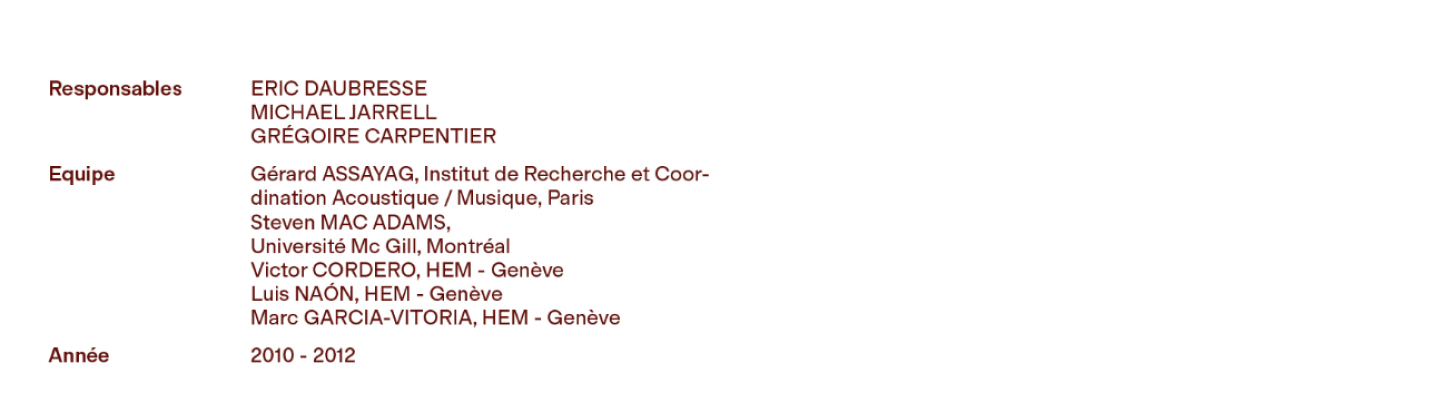 Responsables ERIC DAUBRESSE
MICHAEL JARRELL
GRÉGOIRE CARPENTIER
Equipe Gérard ASSAYAG, Institut de Recherche et Coor-
dination Acoustique / Musique, Paris
Steven MAC ADAMS,
Université Mc Gill, Montréal
Victor CORDERO, HEM - Genève
Luis NAÓN, HEM - Genève
Marc GARCIA-VITORIA, HEM - Genève
Année 2010 - 2012